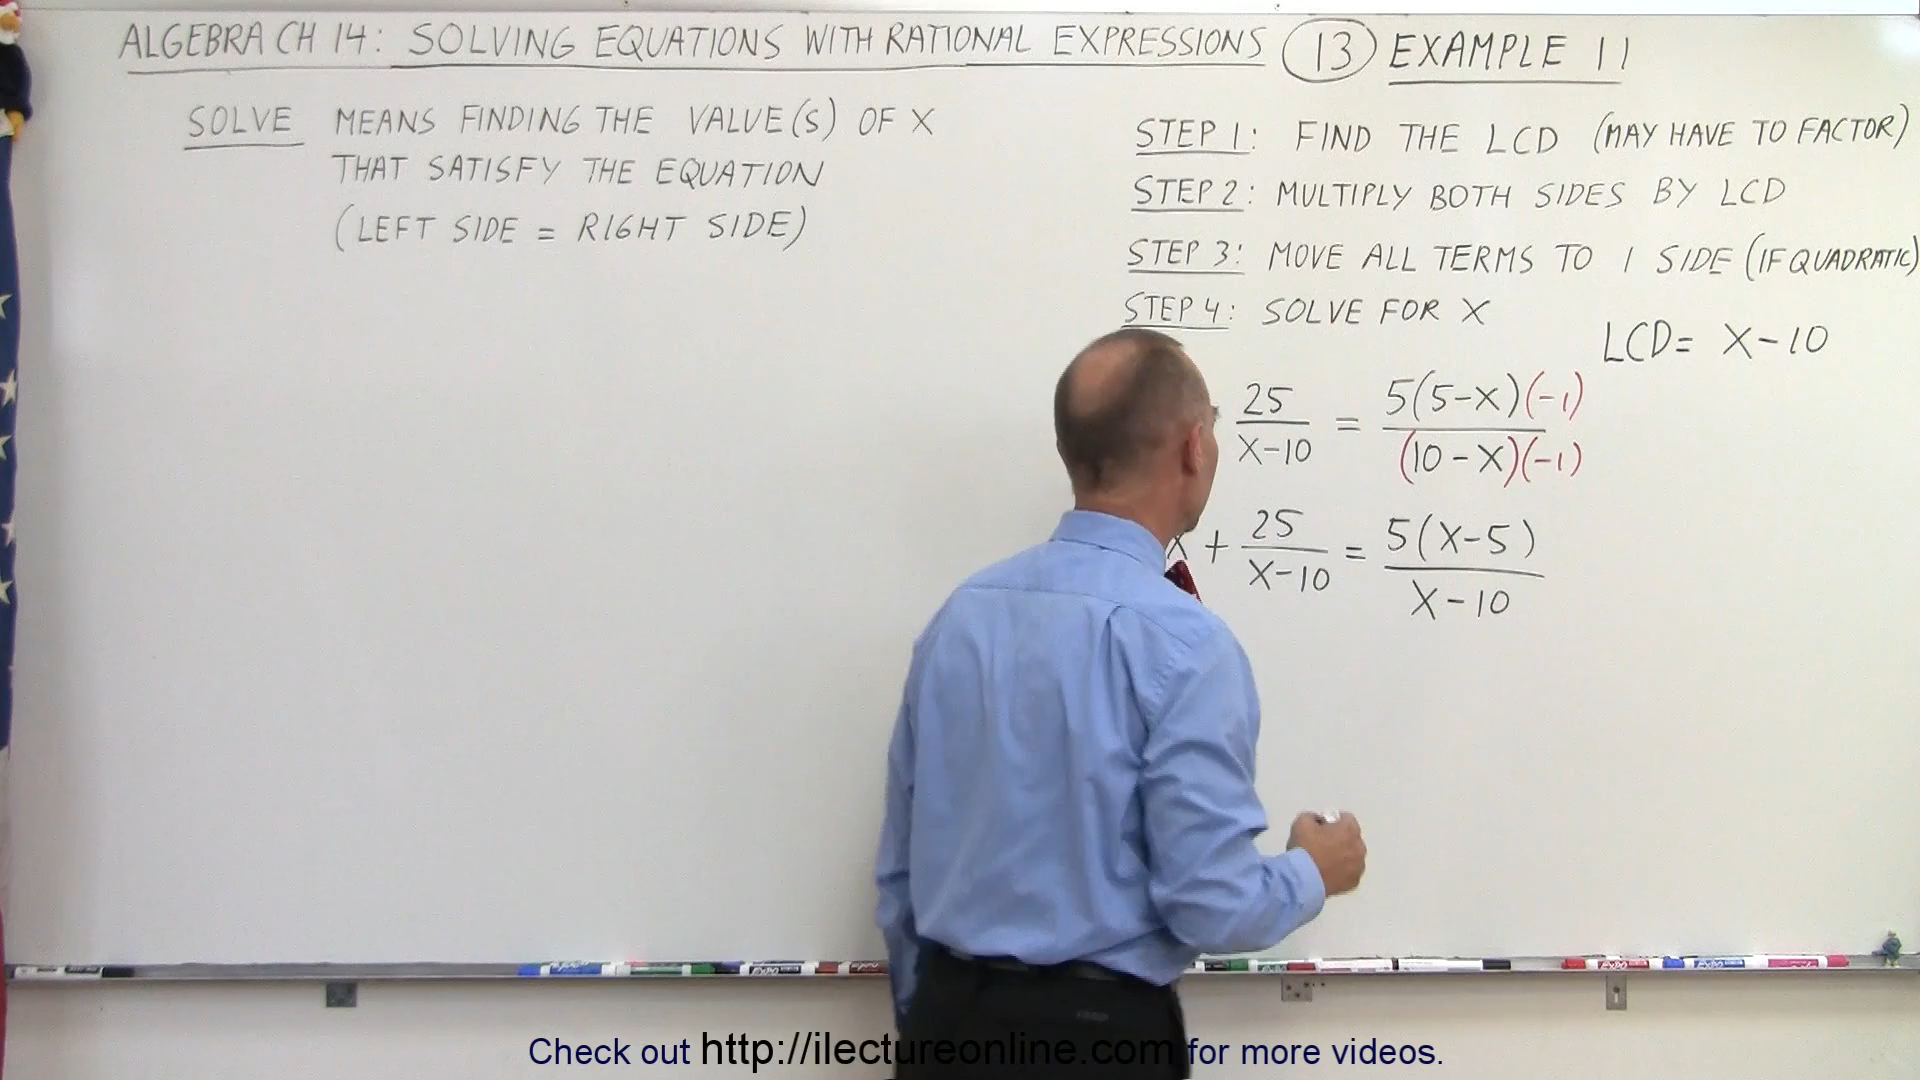 ALGEBRA CH 14: SOLVING EQUATIONS WITH RATIONAL EXPRESSIONS (13) EXAMPLE 11
SOLVE MEANS FINDING THE VALUE(S) OF X
THAT SATISFY THE EQUATION
(LEFT SIDE = RIGHT SIDE)
STEP 1: FIND THE LCD (MAY HAVE TO FACTOR)
STEP 2: MULTIPLY BOTH SIDES BY LCD
STEP 3: MOVE ALL TERMS TO 1 SIDE (IF QUADRATIC)
STEP 4: SOLVE FOR X
LCD = X-10
25/(X-10) = 5(5-X)(-1)/(10-X)(-1)
X + 25/(X-10) = 5(X-5)/(X-10)
Check out http://ilectureonline.com for more videos.